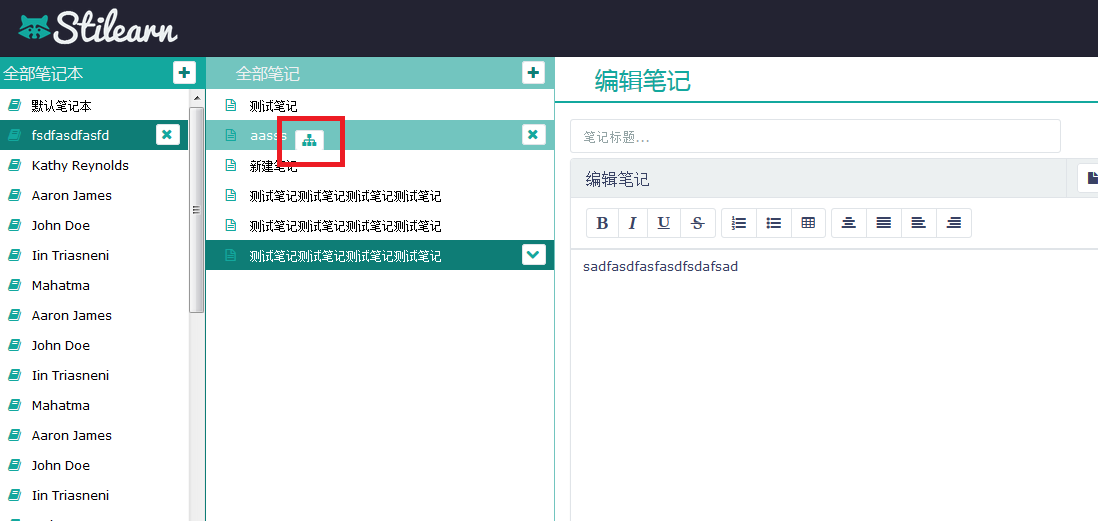 Stilearn
全部笔记本
默认笔记本
fsdfasdfasfd
Kathy Reynolds
Aaron James
John Doe
Iin Triasneni
Mahatma
Aaron James
John Doe
Iin Triasneni
Mahatma
Aaron James
John Doe
Iin Triasneni
全部笔记
测试笔记
aasss
新建笔记
测试笔记测试笔记测试笔记测试笔记
测试笔记测试笔记测试笔记测试笔记
测试笔记测试笔记测试笔记测试笔记
编辑笔记
笔记标题...
编辑笔记
B I U S
sadfasdfasfasdfsdafsad